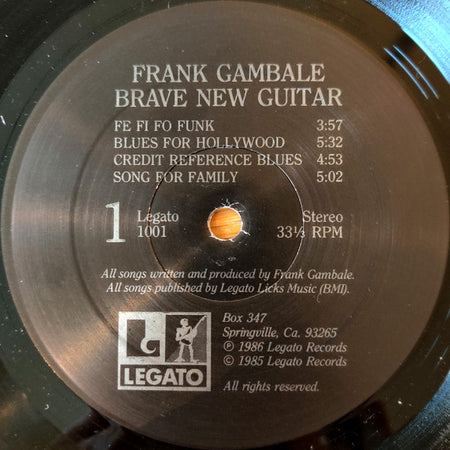 FRANK GAMBALE
BRAVE NEW GUITAR
FE FI FO FUNK 3:57
BLUES FOR HOLLYWOOD 5:32
CREDIT REFERENCE BLUES 4:53
SONG FOR FAMILY 5:02
1 Legato Stereo
1001 33⅓ RPM
All songs written and produced by Frank Gambale.
All songs published by Legato Licks Music (BMI).
Box 347
Springville, Ca. 93265
℗ 1986 Legato Records
© 1985 Legato Records
All rights reserved.
L
LEGATO